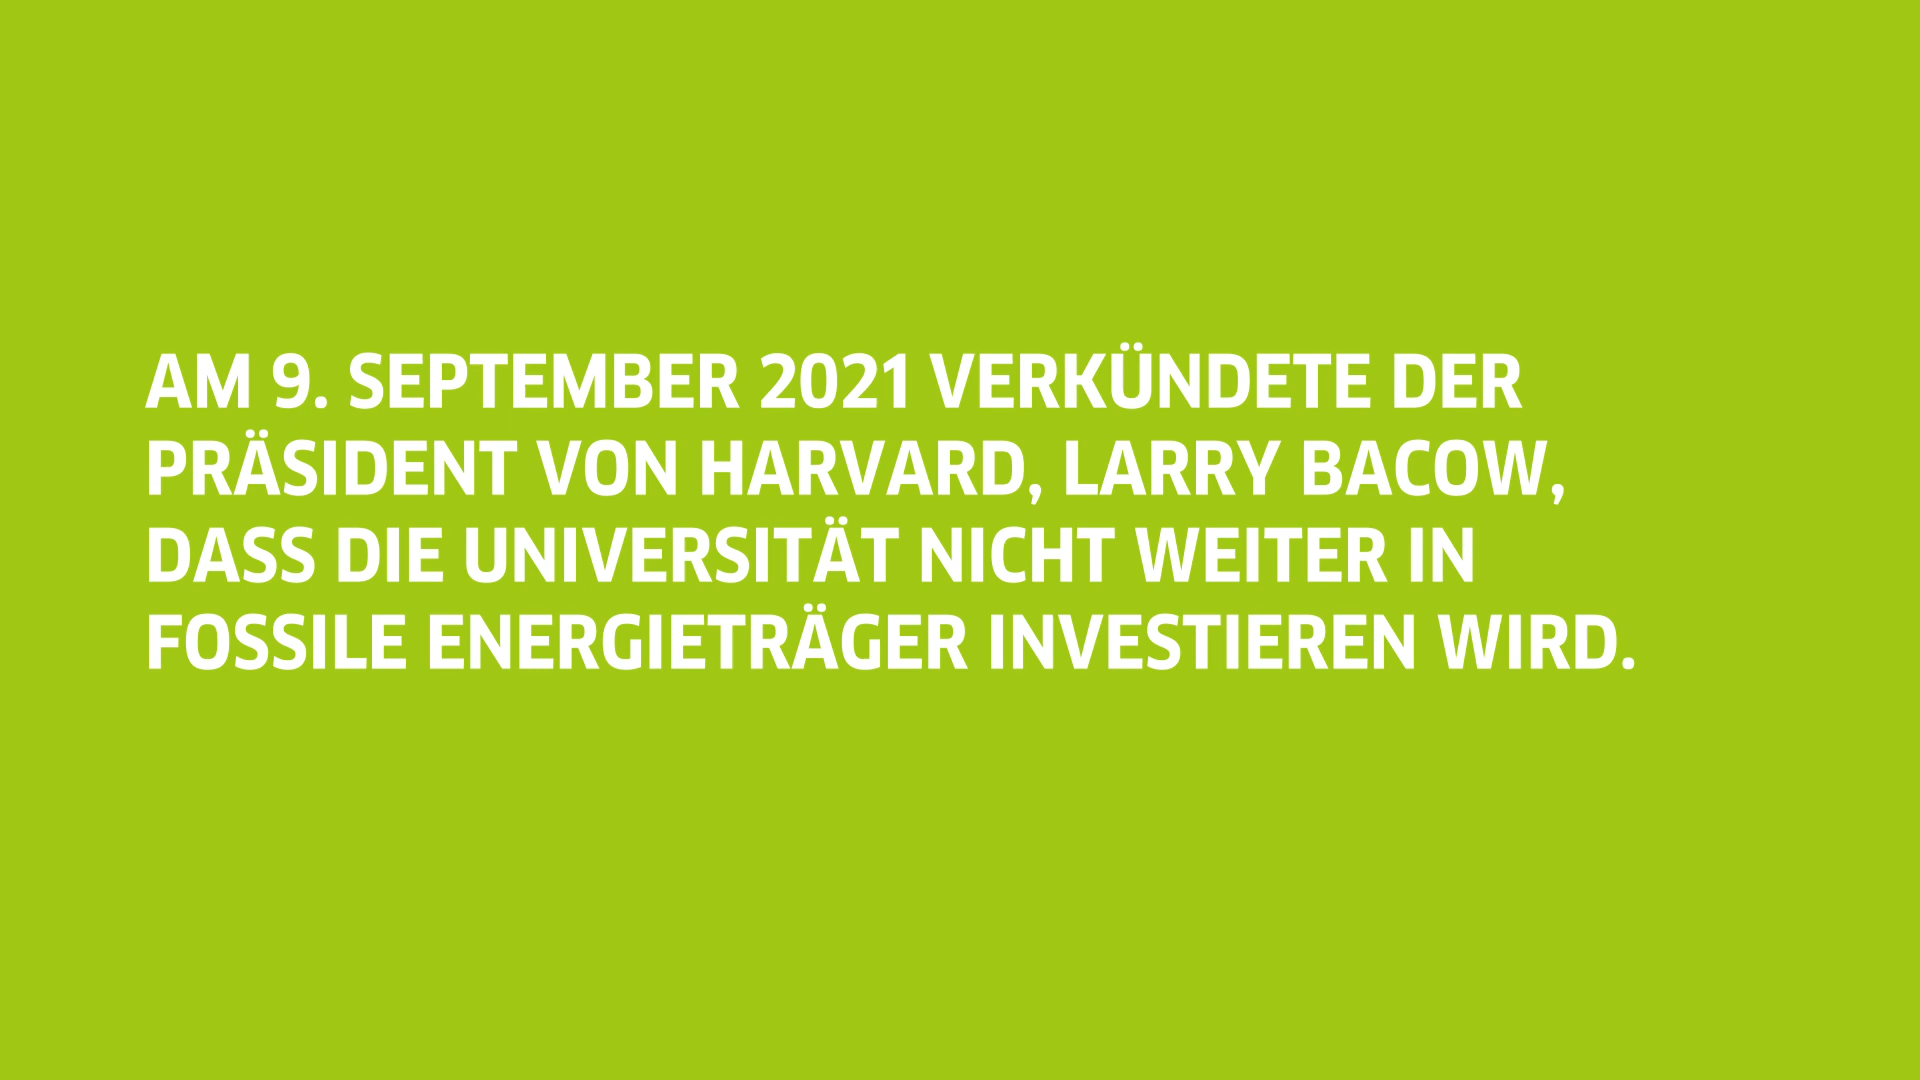 AM 9. SEPTEMBER 2021 VERKÜNDETE DER
PRÄSIDENT VON HARVARD, LARRY BACOW,
DASS DIE UNIVERSITÄT NICHT WEITER IN
FOSSILE ENERGIETRÄGER INVESTIEREN WIRD.